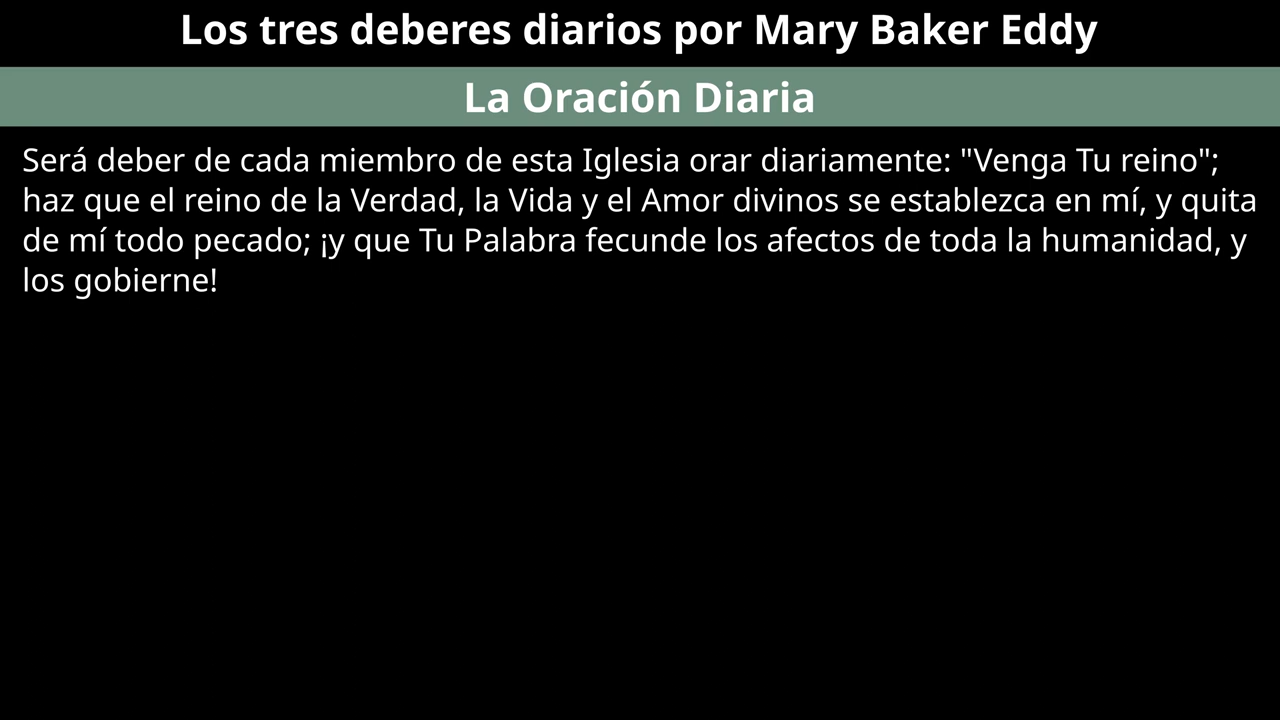 Los tres deberes diarios por Mary Baker Eddy
La Oración Diaria
Será deber de cada miembro de esta Iglesia orar diariamente: "Venga Tu reino";
haz que el reino de la Verdad, la Vida y el Amor divinos se establezca en mí, y quita
de mí todo pecado; ¡y que Tu Palabra fecunde los afectos de toda la humanidad, y
los gobierne!